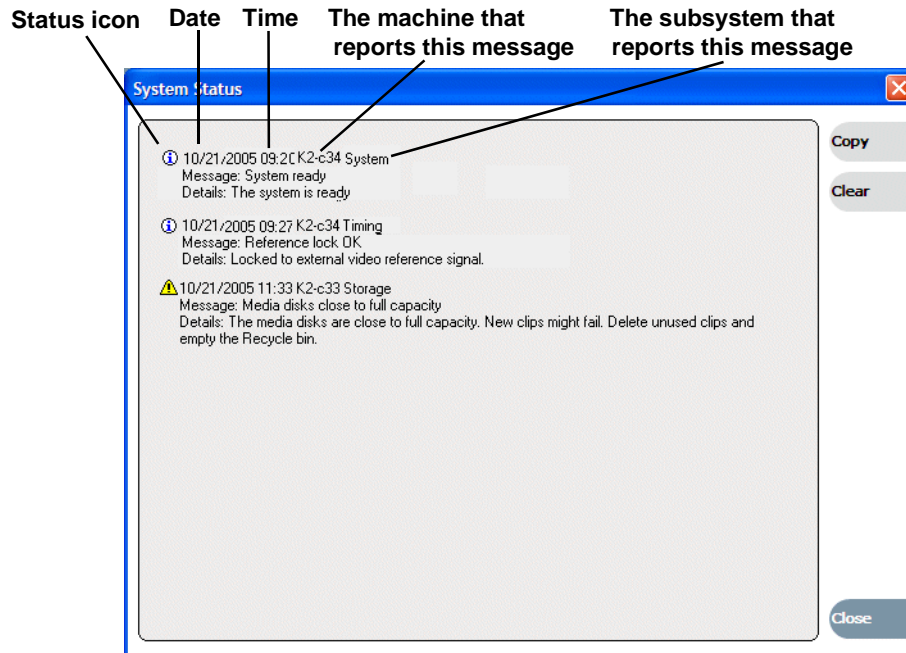 Status icon Date Time The machine that reports this message The subsystem that reports this message
System Status
10/21/2005 09:20 K2-c34 System
Message: System ready
Details: The system is ready
10/21/2005 09:27 K2-c34 Timing
Message: Reference lock OK
Details: Locked to external video reference signal.
10/21/2005 11:33 K2-c33 Storage
Message: Media disks close to full capacity
Details: The media disks are close to full capacity. New clips might fail. Delete unused clips and
empty the Recycle bin.
Copy
Clear
Close